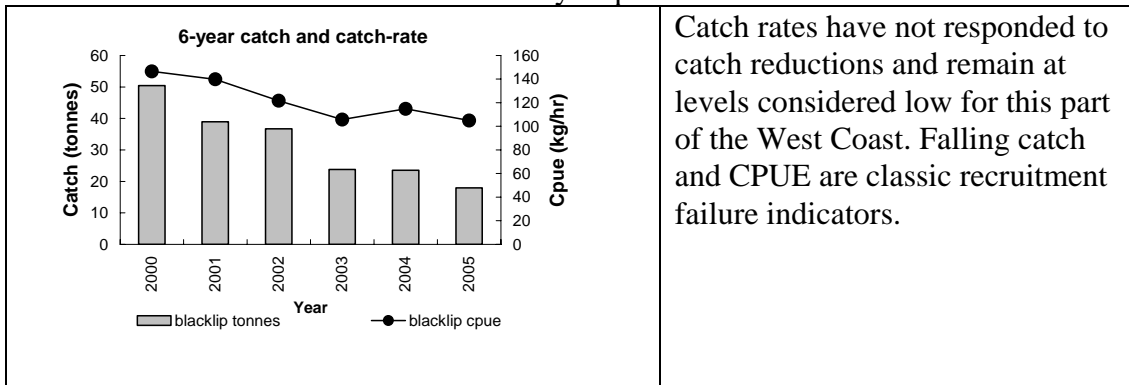 6-year catch and catch-rate
60
50
40
30
20
10
0
Catch (tonnes)
160
140
120
100
80
60
40
20
0
Cpue (kg/hr)
2000
2001
2002
2003
2004
2005
Year
blacklip tonnes
blacklip cpue
Catch rates have not responded to
catch reductions and remain at
levels considered low for this part
of the West Coast. Falling catch
and CPUE are classic recruitment
failure indicators.